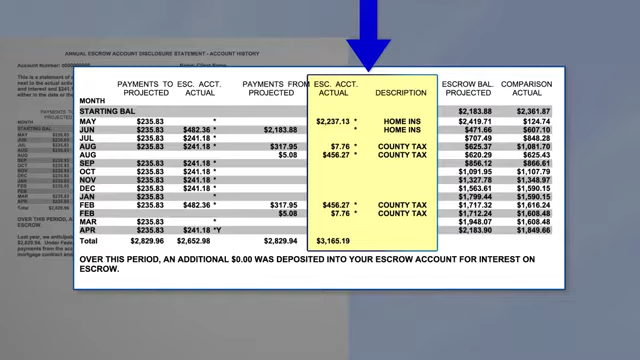 ANNUAL ESCROW ACCOUNT DISCLOSURE STATEMENT - ACCOUNT HISTORY
PAYMENTS TO ESC. ACCT. PAYMENTS FROM ESC. ACCT. ESCROW BAL. COMPARISON
PROJECTED ACTUAL PROJECTED ACTUAL DESCRIPTION PROJECTED ACTUAL
MONTH
STARTING BAL $2,183.88 $2,361.87
MAY $235.83 * $2,237.13 * HOME INS $2,419.71 $124.74
JUN $235.83 $482.36 * $2,183.88 * HOME INS $471.66 $607.10
JUL $235.83 $241.18 * $707.49 $848.28
AUG $235.83 $241.18 * $317.95 $7.76 * COUNTY TAX $625.37 $1,081.70
AUG $5.08 $456.27 * COUNTY TAX $620.29 $625.43
SEP $235.83 $241.18 * $856.12 $866.61
OCT $235.83 $241.18 * $1,091.95 $1,107.79
NOV $235.83 $241.18 * $1,327.78 $1,348.97
DEC $235.83 $241.18 * $1,563.61 $1,590.15
JAN $235.83 * $1,799.44 $1,590.15
FEB $235.83 $482.36 * $317.95 $456.27 * COUNTY TAX $1,717.32 $1,616.24
FEB $5.08 $7.76 * COUNTY TAX $1,712.24 $1,608.48
MAR $235.83 * $1,948.07 $1,608.48
APR $235.83 $241.18 *Y $2,183.90 $1,849.66
Total $2,829.96 $2,652.98 $2,829.94 $3,165.19
OVER THIS PERIOD, AN ADDITIONAL $0.00 WAS DEPOSITED INTO YOUR ESCROW ACCOUNT FOR INTEREST ON
ESCROW.